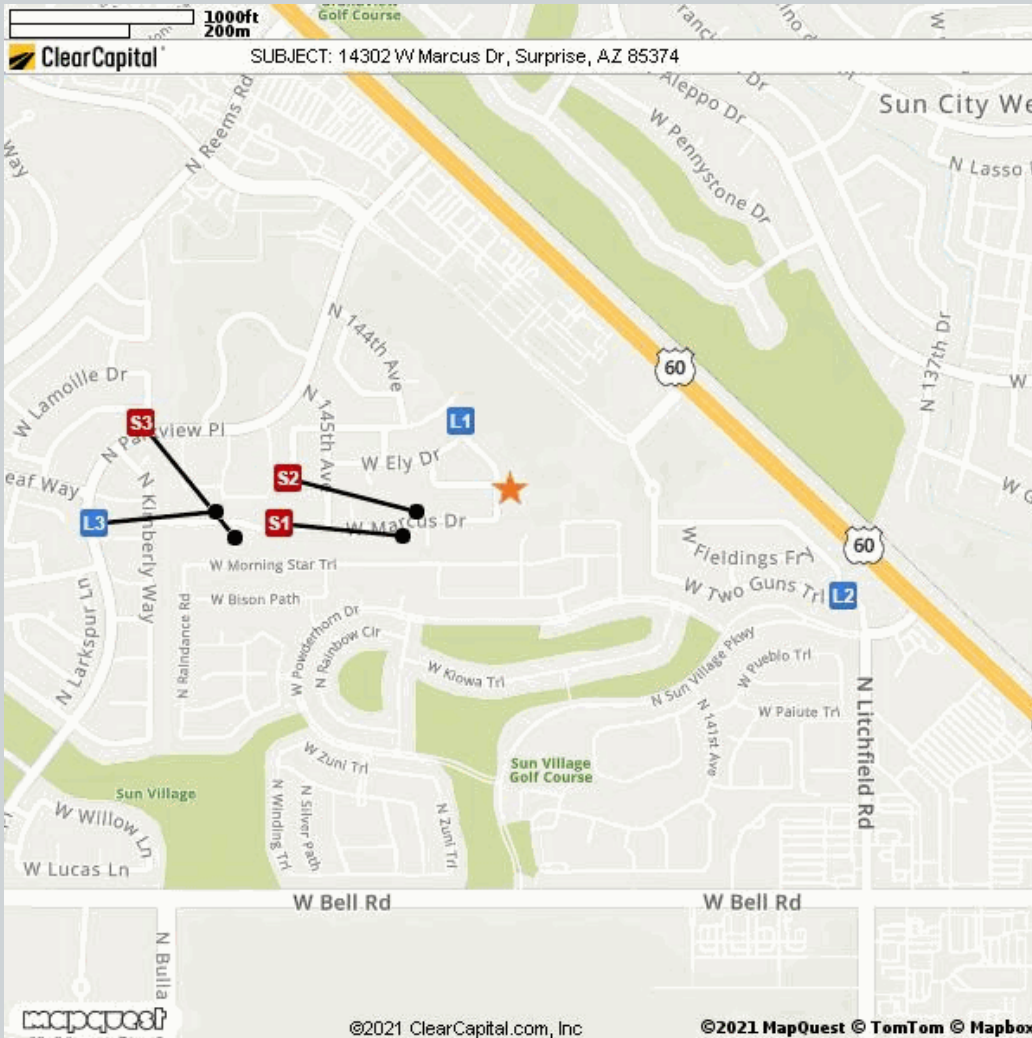 1000ft
200m
Golf Course
ClearCapital
SUBJECT: 14302 W Marcus Dr, Surprise, AZ 85374
N Reems Rd
Aleppo Dr
Dr
Sun City We
W Pennystone Dr
N Lasso
Way
N 144th Ave
N 137th Dr
60
W Lamoille Dr
W
N 145th Ave
S3
L1
N Parkview Pl
W Ely Dr
S2
eaf Way
N Kimberly Way
L3
S1
W Marcus Dr
60
W Fieldings Fry
W Morning Star Trl
W Two Guns Trl
L2
W Bison Path
N Larkspur Ln
N Raindance Rd
W Powderhorn Dr
N Rainbow Cir
W Kiowa Trl
N Sun Village Pkwy
W Pueblo Trl
N 141st Ave
W Paiute Trl
N Litchfield Rd
W Zuni Trl
Sun Village
Golf Course
Sun Village
W Willow Ln
N Winding Trl
N Silver Path
N Zuni Trl
W Lucas Ln
W Bell Rd
W Bell Rd
N Bulla
mapquest
©2021 ClearCapital.com, Inc
©2021 MapQuest © TomTom © Mapbox